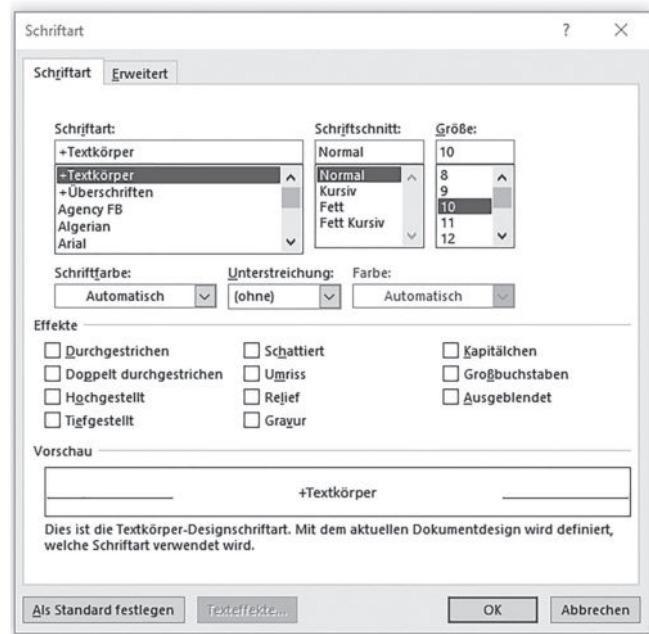 Schriftart ? ×
Schriftart Erweitert
Schriftart: Schriftschnitt: Größe:
+Textkörper Normal 10
+Textkörper Normal 8
+Überschriften Kursiv 9
Agency FB Fett 10
Algerian Fett Kursiv 11
Arial 12
Schriftfarbe: Unterstreichung: Farbe:
Automatisch (ohne) Automatisch
Effekte
Durchgestrichen Schattiert Kapitälchen
Doppelt durchgestrichen Umriss Großbuchstaben
Hochgestellt Relief Ausgeblendet
Tiefgestellt Gravur
Vorschau
+Textkörper
Dies ist die Textkörper-Designschriftart. Mit dem aktuellen Dokumentdesign wird definiert,
welche Schriftart verwendet wird.
Als Standard festlegen Texteffekte... OK Abbrechen